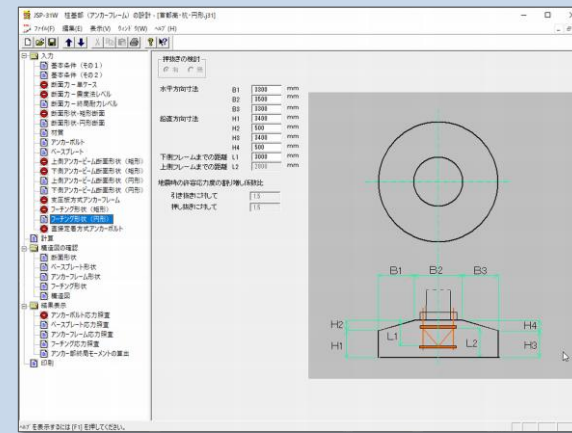 JSP-31W 柱基部（アンカーフレーム）の設計 - [首都高・杭-円形.j31]
ファイル(F) 編集(E) 表示(V) ウィンドウ(W) ヘルプ(H)
入力
基本条件（その１）
基本条件（その２）
断面力－単ケース
断面力－震度法レベル
断面力－終局耐力レベル
断面形状-矩形断面
断面形状-円形断面
材質
アンカーボルト
ベースプレート
上側アンカービーム断面形状（矩形）
下側アンカービーム断面形状（矩形）
上側アンカービーム断面形状（円形）
下側アンカービーム断面形状（円形）
支圧板方式アンカーフレーム
フーチング形状（矩形）
フーチング形状（円形）
直接定着方式アンカーボルト
計算
構造図の確認
断面形状
ベースプレート形状
アンカーフレーム形状
フーチング形状
構造図
結果表示
アンカーボルト応力照査
ベースプレート応力照査
アンカーフレーム応力照査
フーチング応力照査
アンカー部終局モーメントの算出
印刷
押抜きの検討
有 無
水平方向寸法 B1 3300 mm
B2 3500 mm
B3 3300 mm
鉛直方向寸法 H1 3400 mm
H2 500 mm
H3 3400 mm
H4 500 mm
下側フレームまでの距離 L1 3000 mm
上側フレームまでの距離 L2 2800 mm
地震時の許容応力度の割り増し係数比
引き抜きに対して 1.5
押し抜きに対して 1.5
B1 B2 B3
H2 H4
L1 L2
H1 H3
ヘルプを表示するには [F1] を押してください。